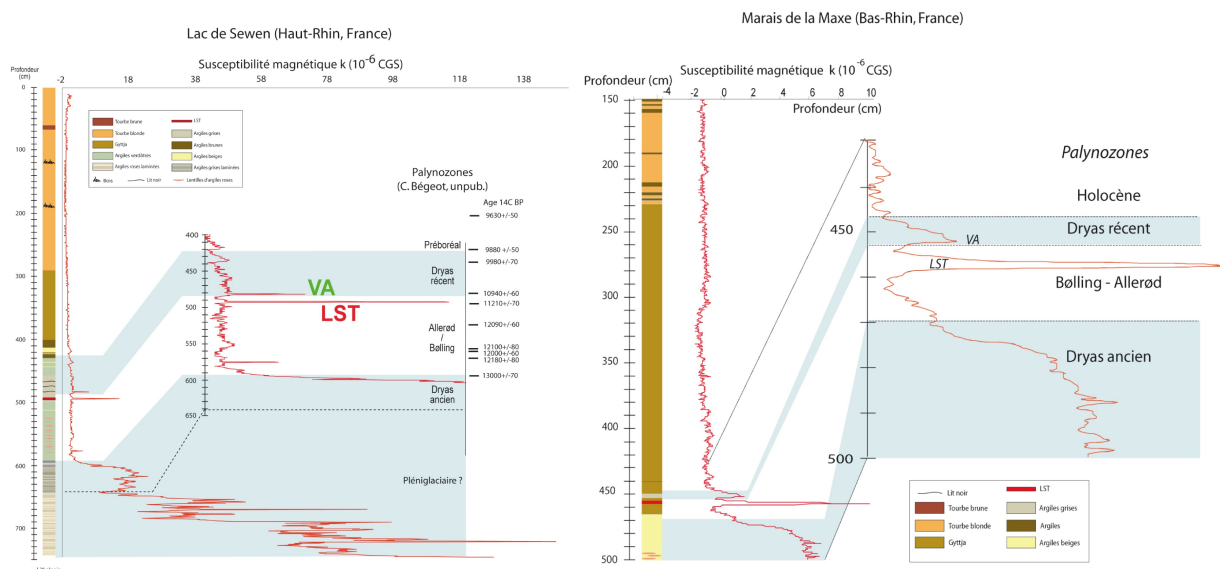 Lac de Sewen (Haut-Rhin, France)
Susceptibilité magnétique k (10⁻⁶ CGS)
Profondeur
(cm)
-2 18 38 58 78 98 118 138
0
100
200
300
400
500
600
700
Tourbe brune
Tourbe blonde
Gyttja
Argiles verdâtres
Argiles roses laminées
Bois
Lit noir
LST
Argiles grises
Argiles brunes
Argiles beiges
Argiles grises laminées
Lentilles d'argiles roses
Palynozones
(C. Bégeot, unpub.)
Age 14C BP
9630+/-50
9880 +/-50
9980+/-70
10940+/-60
11210+/-70
12090+/-60
12100+/-80
12000+/-60
12180+/-80
13000+/-70
400
450
500
550
600
650
VA
LST
Préboréal
Dryas
récent
Allerød
/
Bølling
Dryas
ancien
Pléniglaciaire ?
Marais de la Maxe (Bas-Rhin, France)
Susceptibilité magnétique k (10⁻⁶ CGS)
Profondeur (cm)
-4 -2 0 2 4 6 8 10
Profondeur (cm)
150
200
250
300
350
400
450
500
450
500
Palynozones
Holocène
Dryas récent
VA
LST
Bølling - Allerød
Dryas ancien
Lit noir
Tourbe brune
Tourbe blonde
Gyttja
LST
Argiles grises
Argiles
Argiles beiges